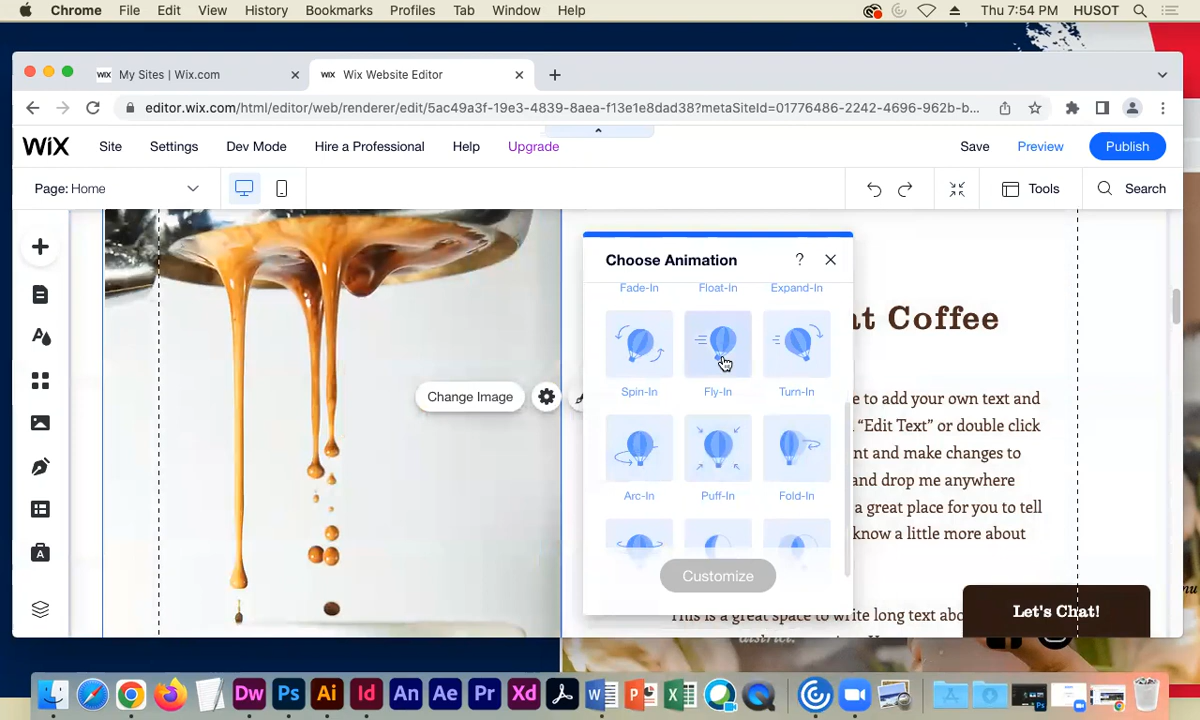 Chrome File Edit View History Bookmarks Profiles Tab Window Help Thu 7:54 PM HUSOT
WiX My Sites | Wix.com × WiX Wix Website Editor × +
editor.wix.com/html/editor/web/renderer/edit/5ac49a3f-19e3-4839-8aea-f13e1e8dad38?metaSiteId=01776486-2242-4696-962b-b...
WiX Site Settings Dev Mode Hire a Professional Help Upgrade Save Preview Publish
Page: Home Tools Search
Choose Animation ? ×
Fade-In Float-In Expand-In
at Coffee
Spin-In Fly-In Turn-In
Change Image
e to add your own text and
"Edit Text" or double click
nt and make changes to
and drop me anywhere
Arc-In Puff-In Fold-In
a great place for you to tell
know a little more about
Customize
This is a great space to write long text abo
Let's Chat!
district.
Dw Ps Ai Id An Ae Pr Xd W P X